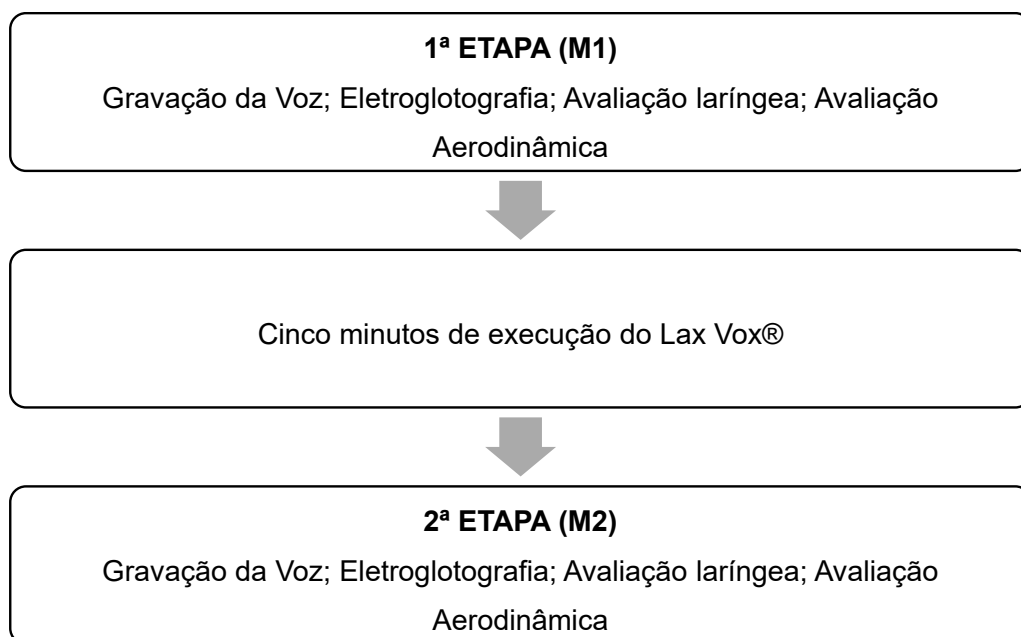 1ª ETAPA (M1)
Gravação da Voz; Eletroglotografia; Avaliação laríngea; Avaliação
Aerodinâmica
Cinco minutos de execução do Lax Vox®
2ª ETAPA (M2)
Gravação da Voz; Eletroglotografia; Avaliação laríngea; Avaliação
Aerodinâmica